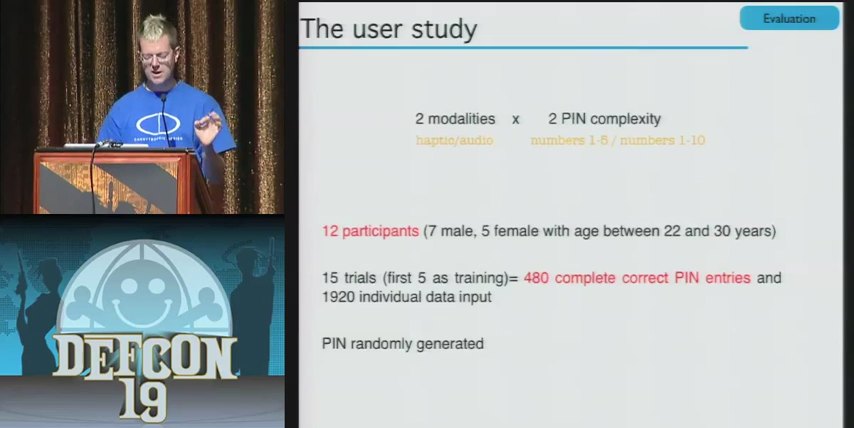 The user study
Evaluation
2 modalities x 2 PIN complexity
haptic/audio numbers 1-5 / numbers 1-10
12 participants (7 male, 5 female with age between 22 and 30 years)
15 trials (first 5 as training)= 480 complete correct PIN entries and
1920 individual data input
PIN randomly generated
DEFCON
19